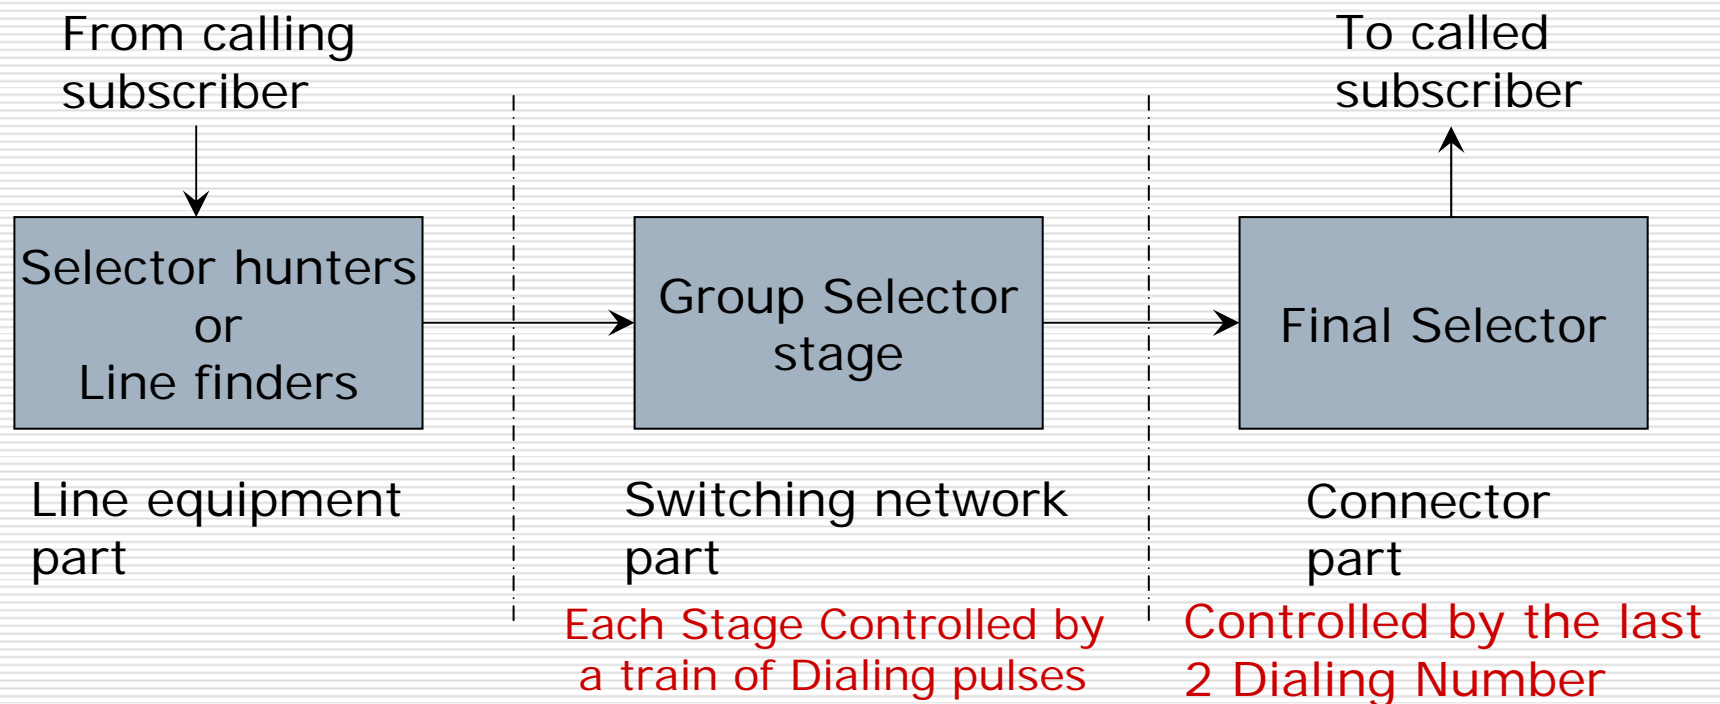 From calling
subscriber
To called
subscriber
Selector hunters
or
Line finders
Group Selector
stage
Final Selector
Line equipment
part
Switching network
part
Connector
part
Each Stage Controlled by
a train of Dialing pulses
Controlled by the last
2 Dialing Number